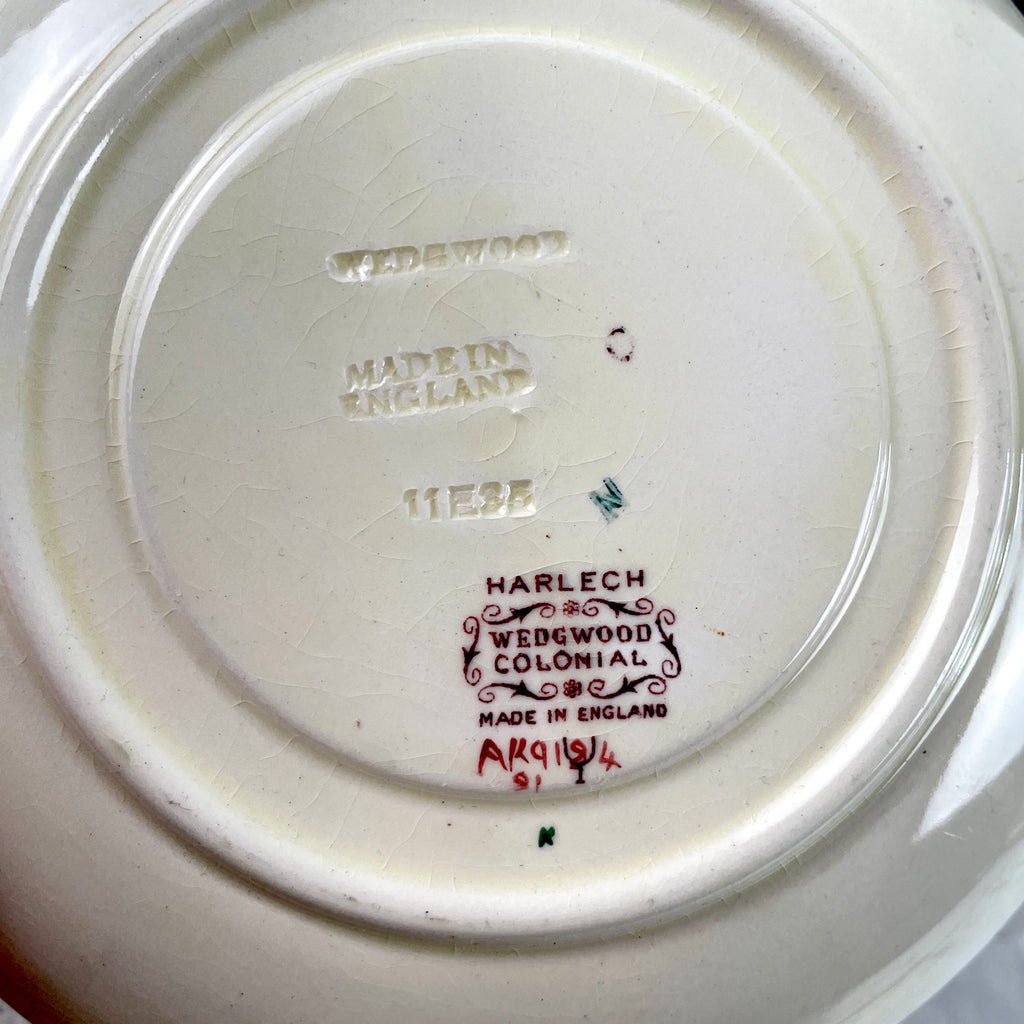 WEDGWOOD
MADE IN
ENGLAND
11E35
N
HARLECH
WEDGWOOD
COLONIAL
MADE IN ENGLAND
K